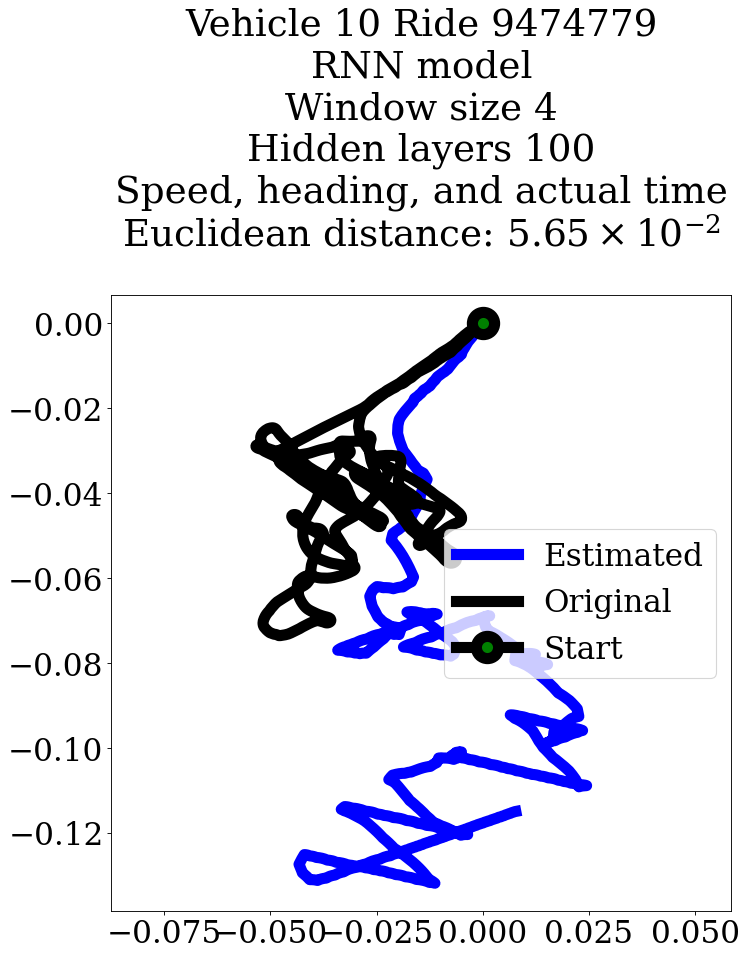 Vehicle 10 Ride 9474779
RNN model
Window size 4
Hidden layers 100
Speed, heading, and actual time
Euclidean distance: 5.65 × 10⁻²
0.00
−0.02
−0.04
−0.06
−0.08
−0.10
−0.12
Estimated
Original
Start
−0.075 −0.050 −0.025 0.000 0.025 0.050